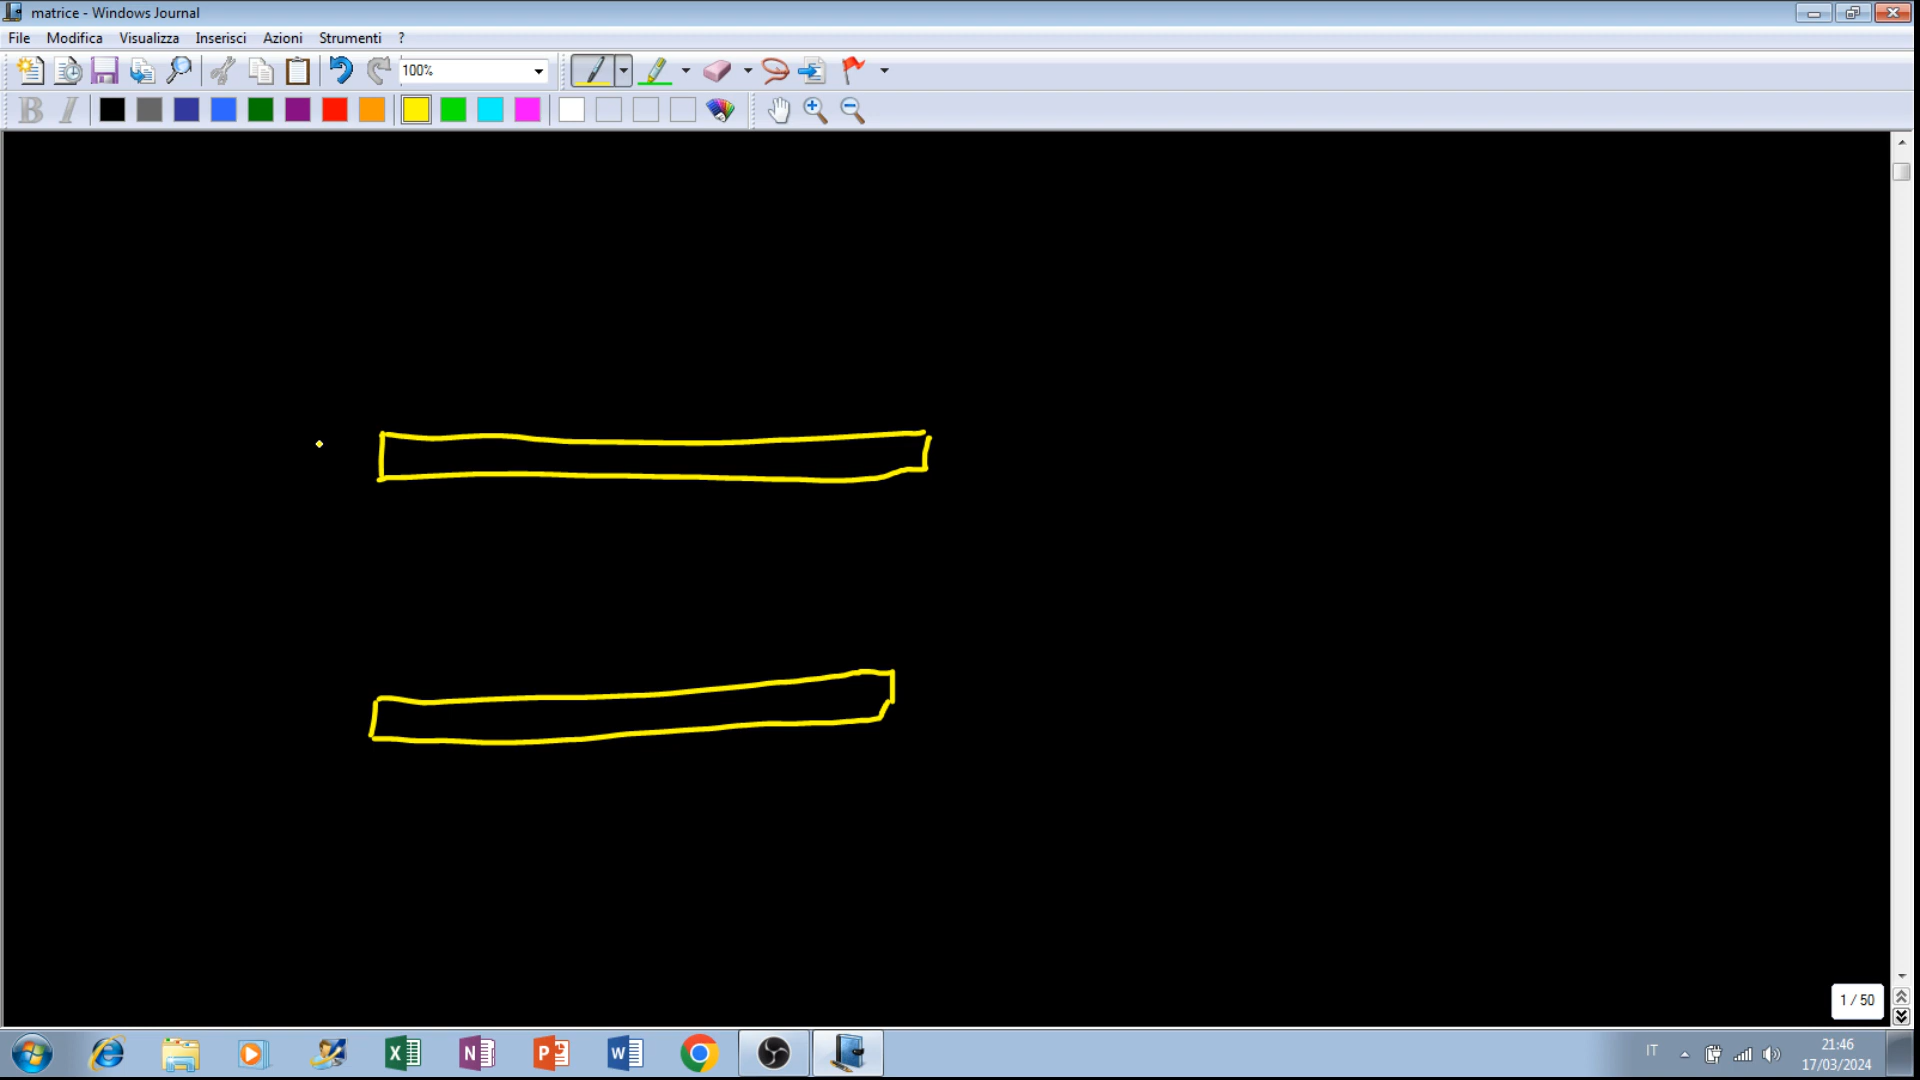 matrice - Windows Journal
File Modifica Visualizza Inserisci Azioni Strumenti ?
100%
B I
1 / 50
IT
21:46
17/03/2024